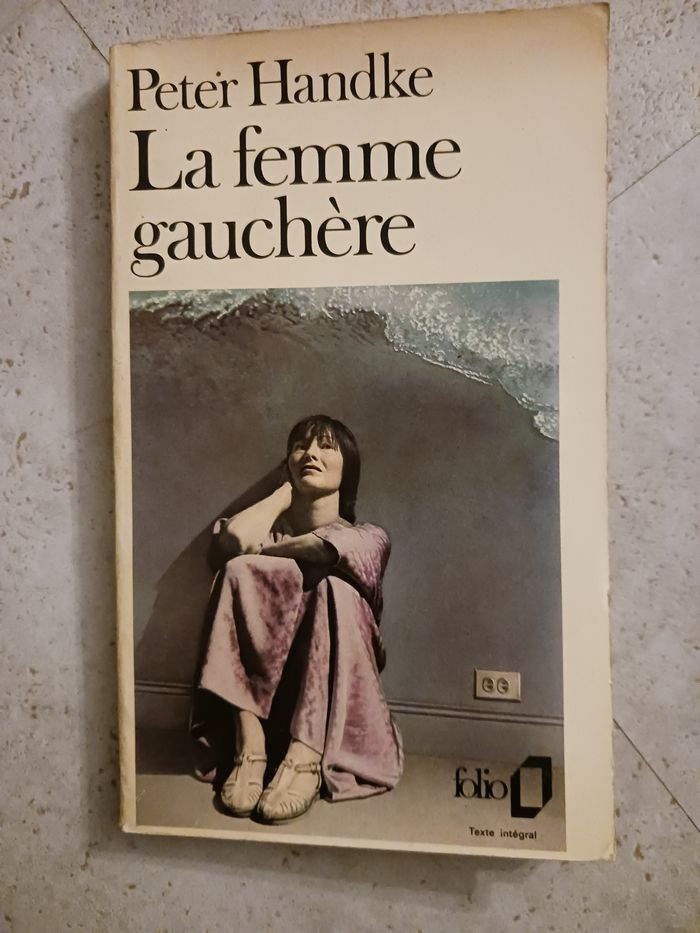 Peter Handke
La femme
gauchère
folio
Texte intégral